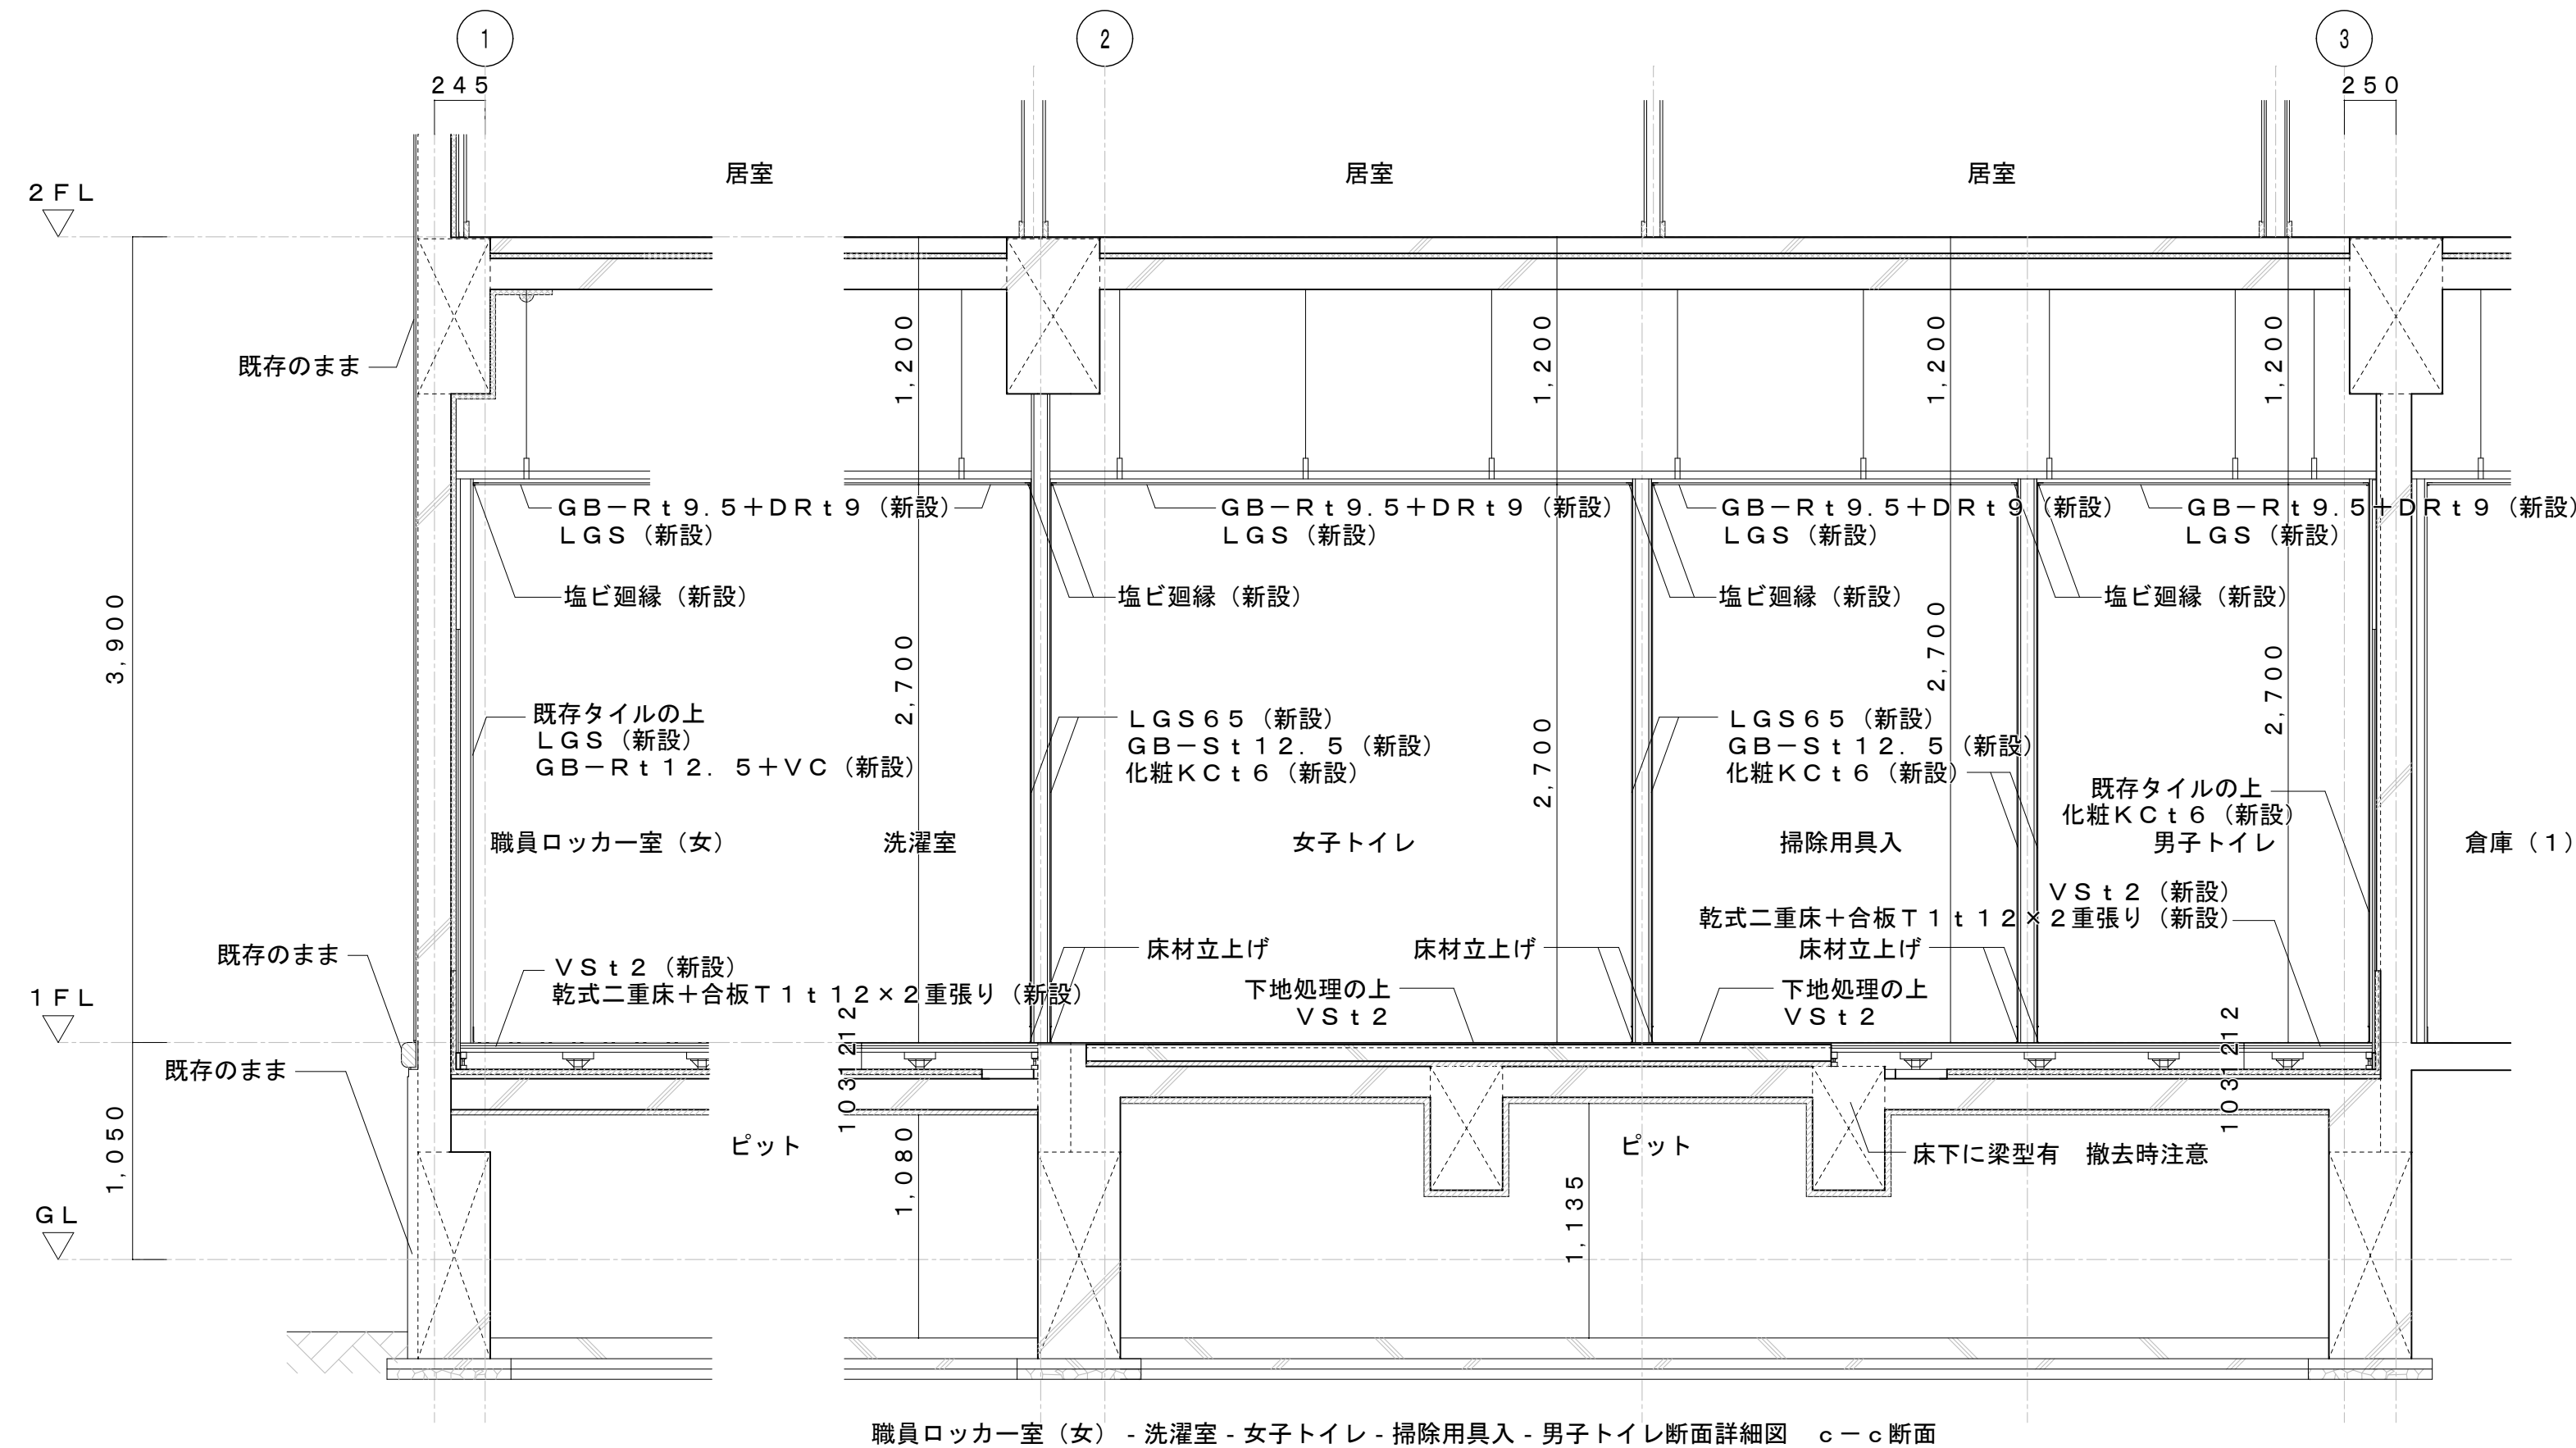 1
2
3
245
250
居室
居室
居室
2FL
1,200
1,200
1,200
1,200
既存のまま
GB-Rt9.5+DRt9(新設)
LGS(新設)
GB-Rt9.5+DRt9(新設)
LGS(新設)
GB-Rt9.5+DRt9(新設)
LGS(新設)
GB-Rt9.5+DRt9(新設)
LGS(新設)
塩ビ廻縁(新設)
塩ビ廻縁(新設)
塩ビ廻縁(新設)
塩ビ廻縁(新設)
3,900
2,700
2,700
2,700
2,700
既存タイルの上
LGS(新設)
GB-Rt12.5+VC(新設)
LGS65(新設)
GB-St12.5(新設)
化粧KCt6(新設)
LGS65(新設)
GB-St12.5(新設)
化粧KCt6(新設)
既存タイルの上
化粧KCt6(新設)
職員ロッカー室(女)
洗濯室
女子トイレ
掃除用具入
男子トイレ
倉庫(1)
VSt2(新設)
乾式二重床+合板T1t12×2重張り(新設)
既存のまま
床材立上げ
床材立上げ
床材立上げ
VSt2(新設)
乾式二重床+合板T1t12×2重張り(新設)
下地処理の上
VSt2
下地処理の上
VSt2
1FL
既存のまま
1031212
1031212
1,050
ピット
1,080
ピット
1,135
床下に梁型有 撤去時注意
GL
職員ロッカー室(女)-洗濯室-女子トイレ-掃除用具入-男子トイレ断面詳細図 c-c断面